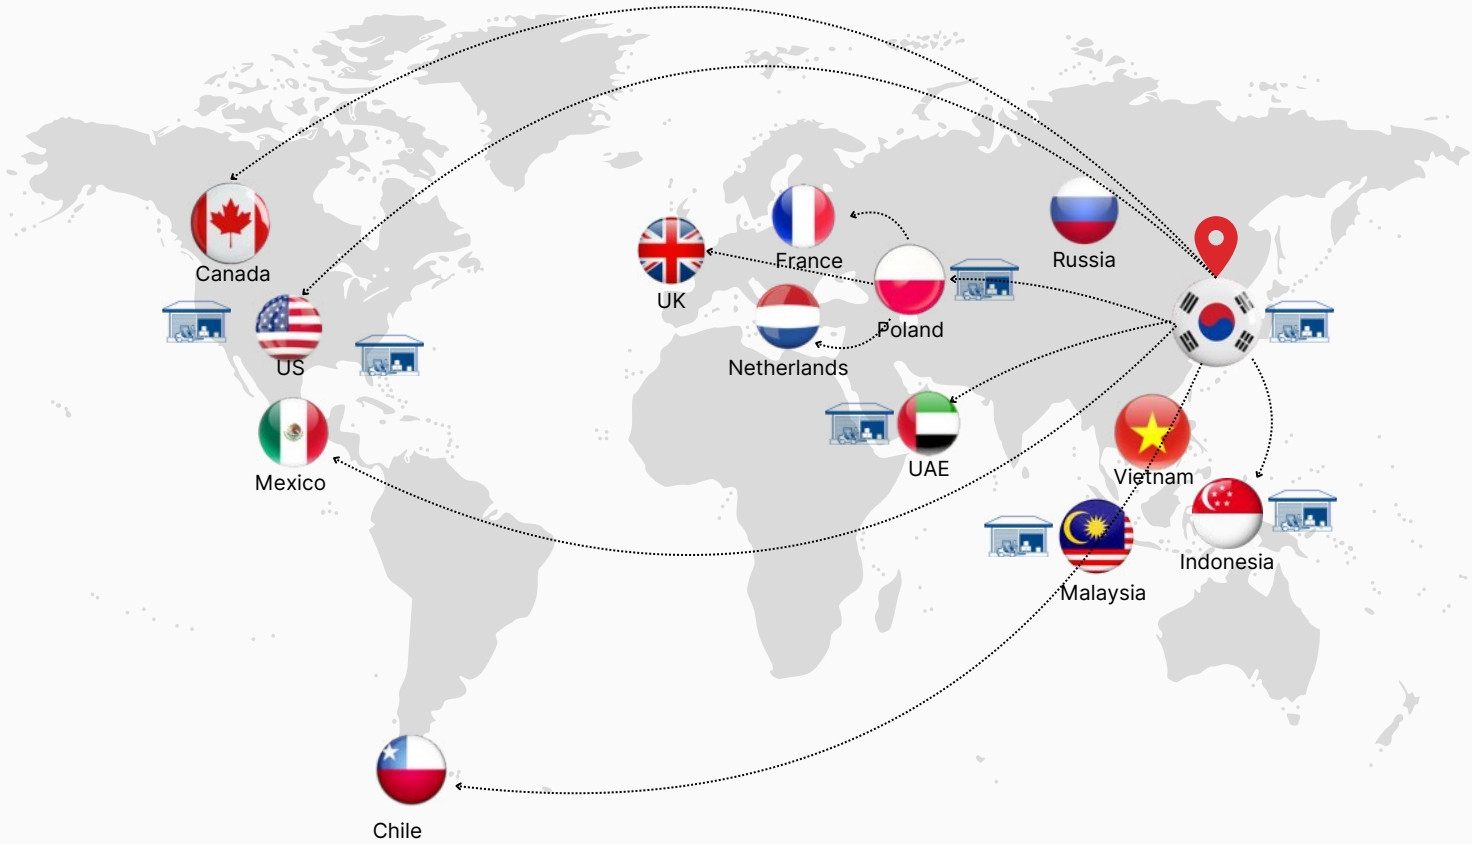 Canada
US
Mexico
Chile
UK
France
Netherlands
Poland
UAE
Russia
Vietnam
Malaysia
Indonesia